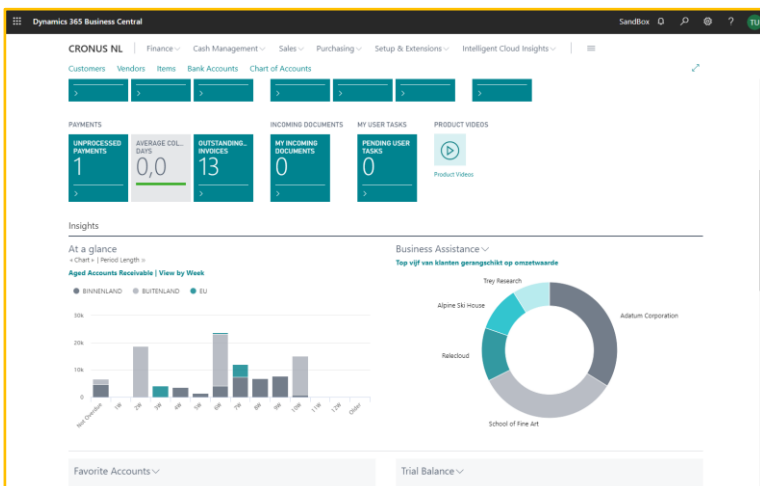 Dynamics 365 Business Central
SandBox
?
TU
CRONUS NL
Finance
Cash Management
Sales
Purchasing
Setup & Extensions
Intelligent Cloud Insights
Customers
Vendors
Items
Bank Accounts
Chart of Accounts
PAYMENTS
INCOMING DOCUMENTS
MY USER TASKS
PRODUCT VIDEOS
UNPROCESSED
PAYMENTS
1
AVERAGE COL...
DAYS
0,0
OUTSTANDING...
INVOICES
13
MY INCOMING
DOCUMENTS
0
PENDING USER
TASKS
0
Product Videos
Insights
At a glance
< Chart > | Period Length >
Aged Accounts Receivable | View by Week
BINNENLAND
BUITENLAND
EU
30k
20k
10k
0
Not Overdue
1W
2W
3W
4W
5W
6W
7W
8W
9W
10W
11W
12W
Older
Business Assistance
Top vijf van klanten gerangschikt op omzetwaarde
Trey Research
Alpine Ski House
Adatum Corporation
Relecloud
School of Fine Art
Favorite Accounts
Trial Balance